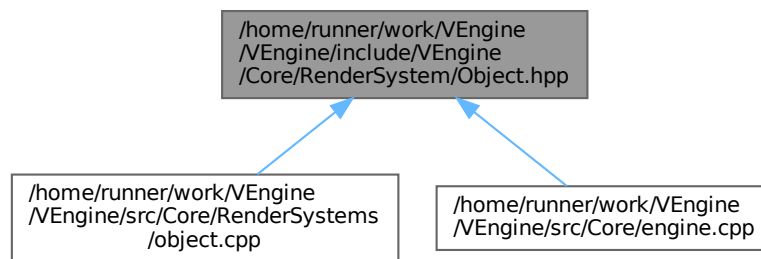 /home/runner/work/VEngine
/VEngine/include/VEngine
/Core/RenderSystem/Object.hpp
/home/runner/work/VEngine
/VEngine/src/Core/RenderSystems
/object.cpp
/home/runner/work/VEngine
/VEngine/src/Core/engine.cpp